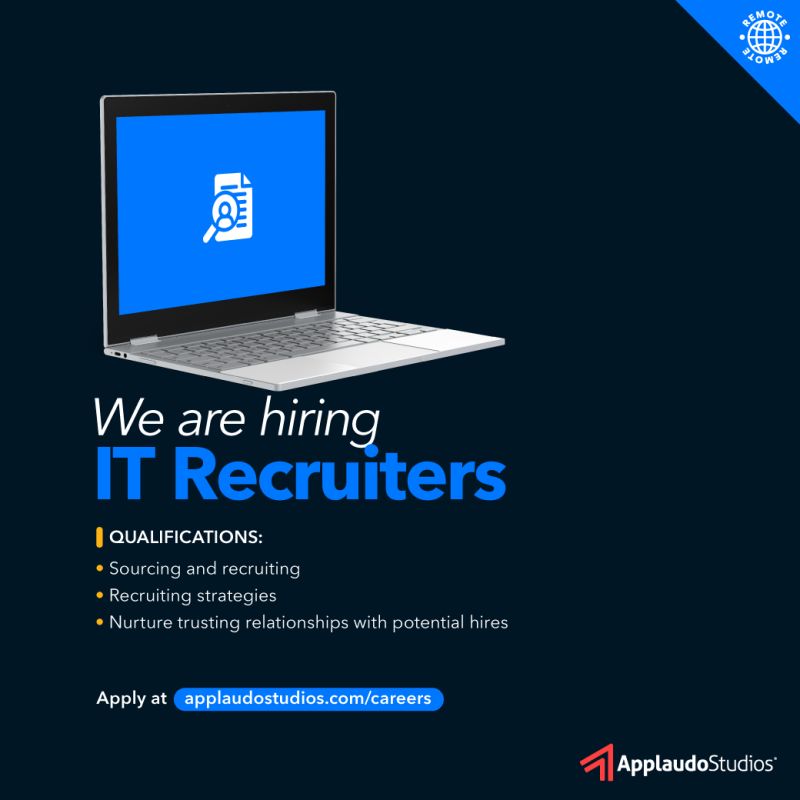 REMOTE
REMOTE
We are hiring
IT Recruiters
QUALIFICATIONS:
• Sourcing and recruiting
• Recruiting strategies
• Nurture trusting relationships with potential hires
Apply at applaudostudios.com/careers
ApplaudoStudios